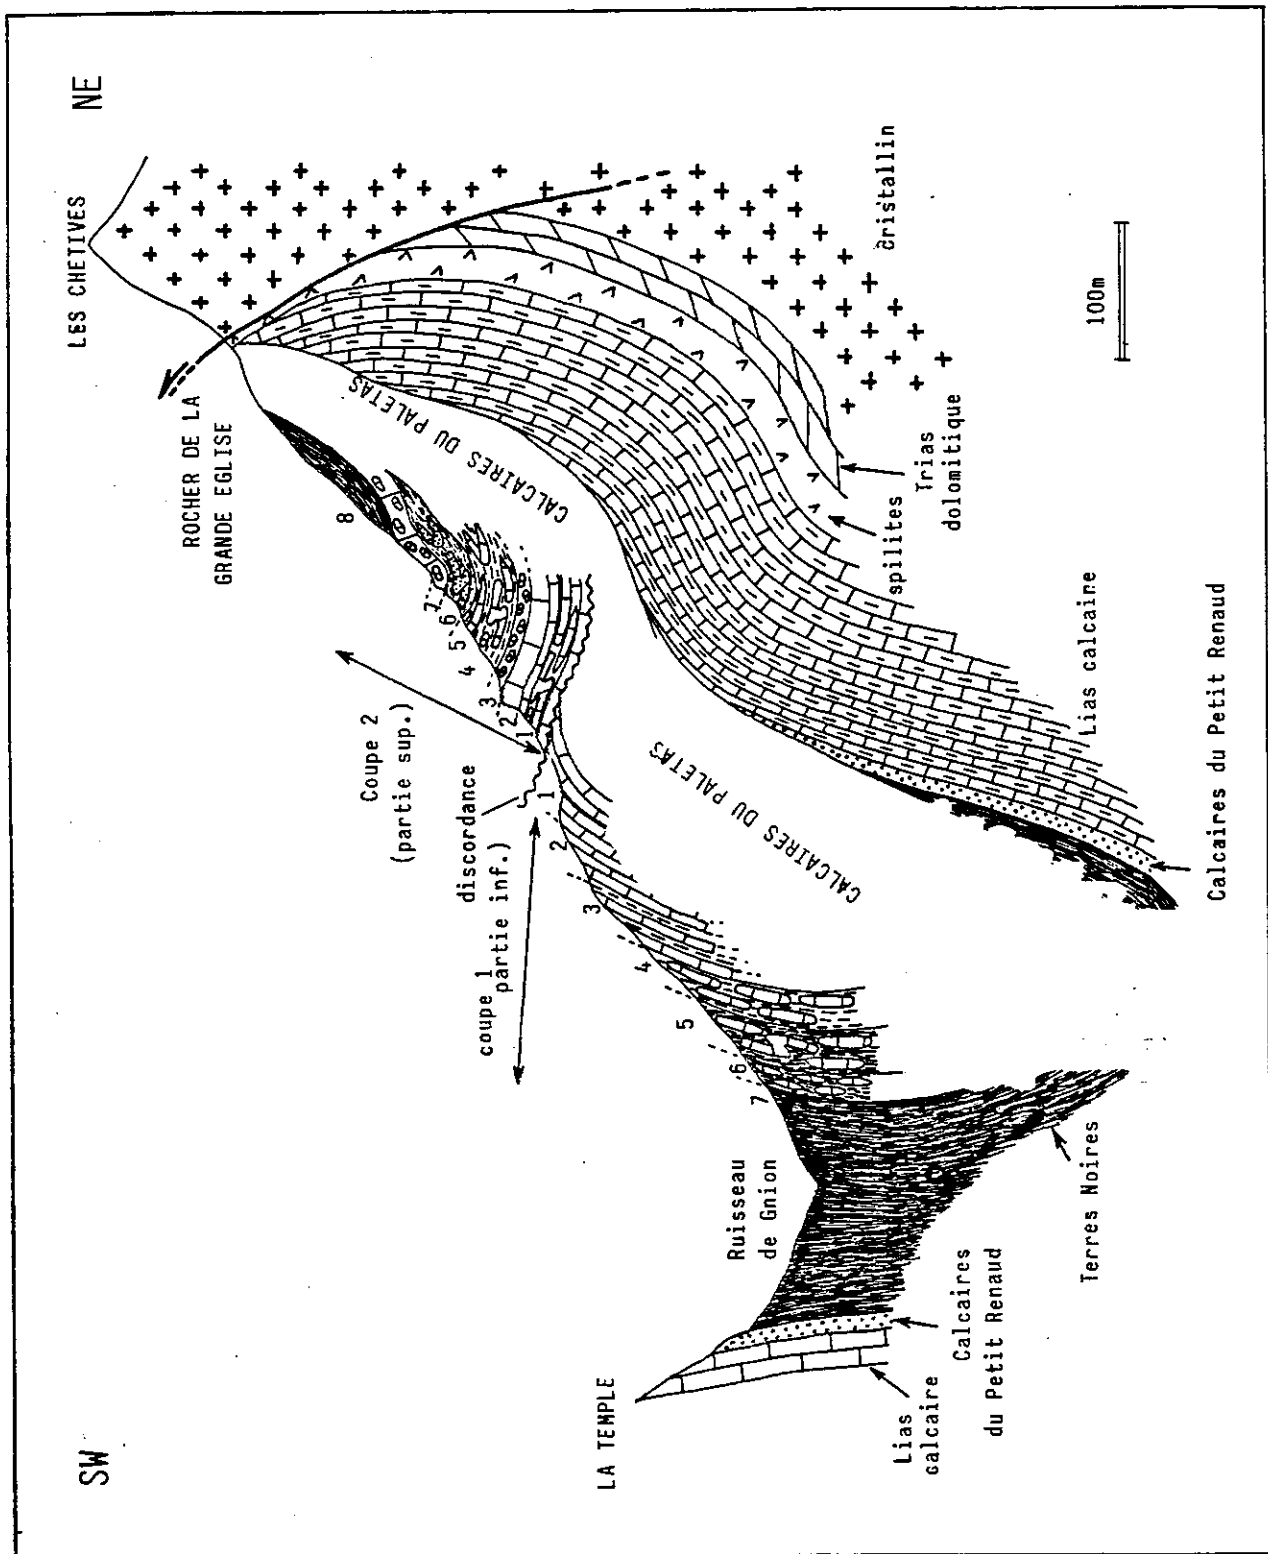 SW
NE
LES CHETIVES
ROCHER DE LA
GRANDE EGLISE
Coupe 2
(partie sup.)
discordance
coupe 1
partie inf.)
LA TEMPLE
Ruisseau
de Gnion
8
7
6
5
4
3
2
1
1
2
3
4
5
6
7
CALCAIRES DU PALETAS
CALCAIRES DU PALETAS
Lias
calcaire
Calcaires
du Petit Renaud
Terres Noires
Calcaires du Petit Renaud
Lias calcaine
spilites
Trias
dolomitique
Cristallin
100m